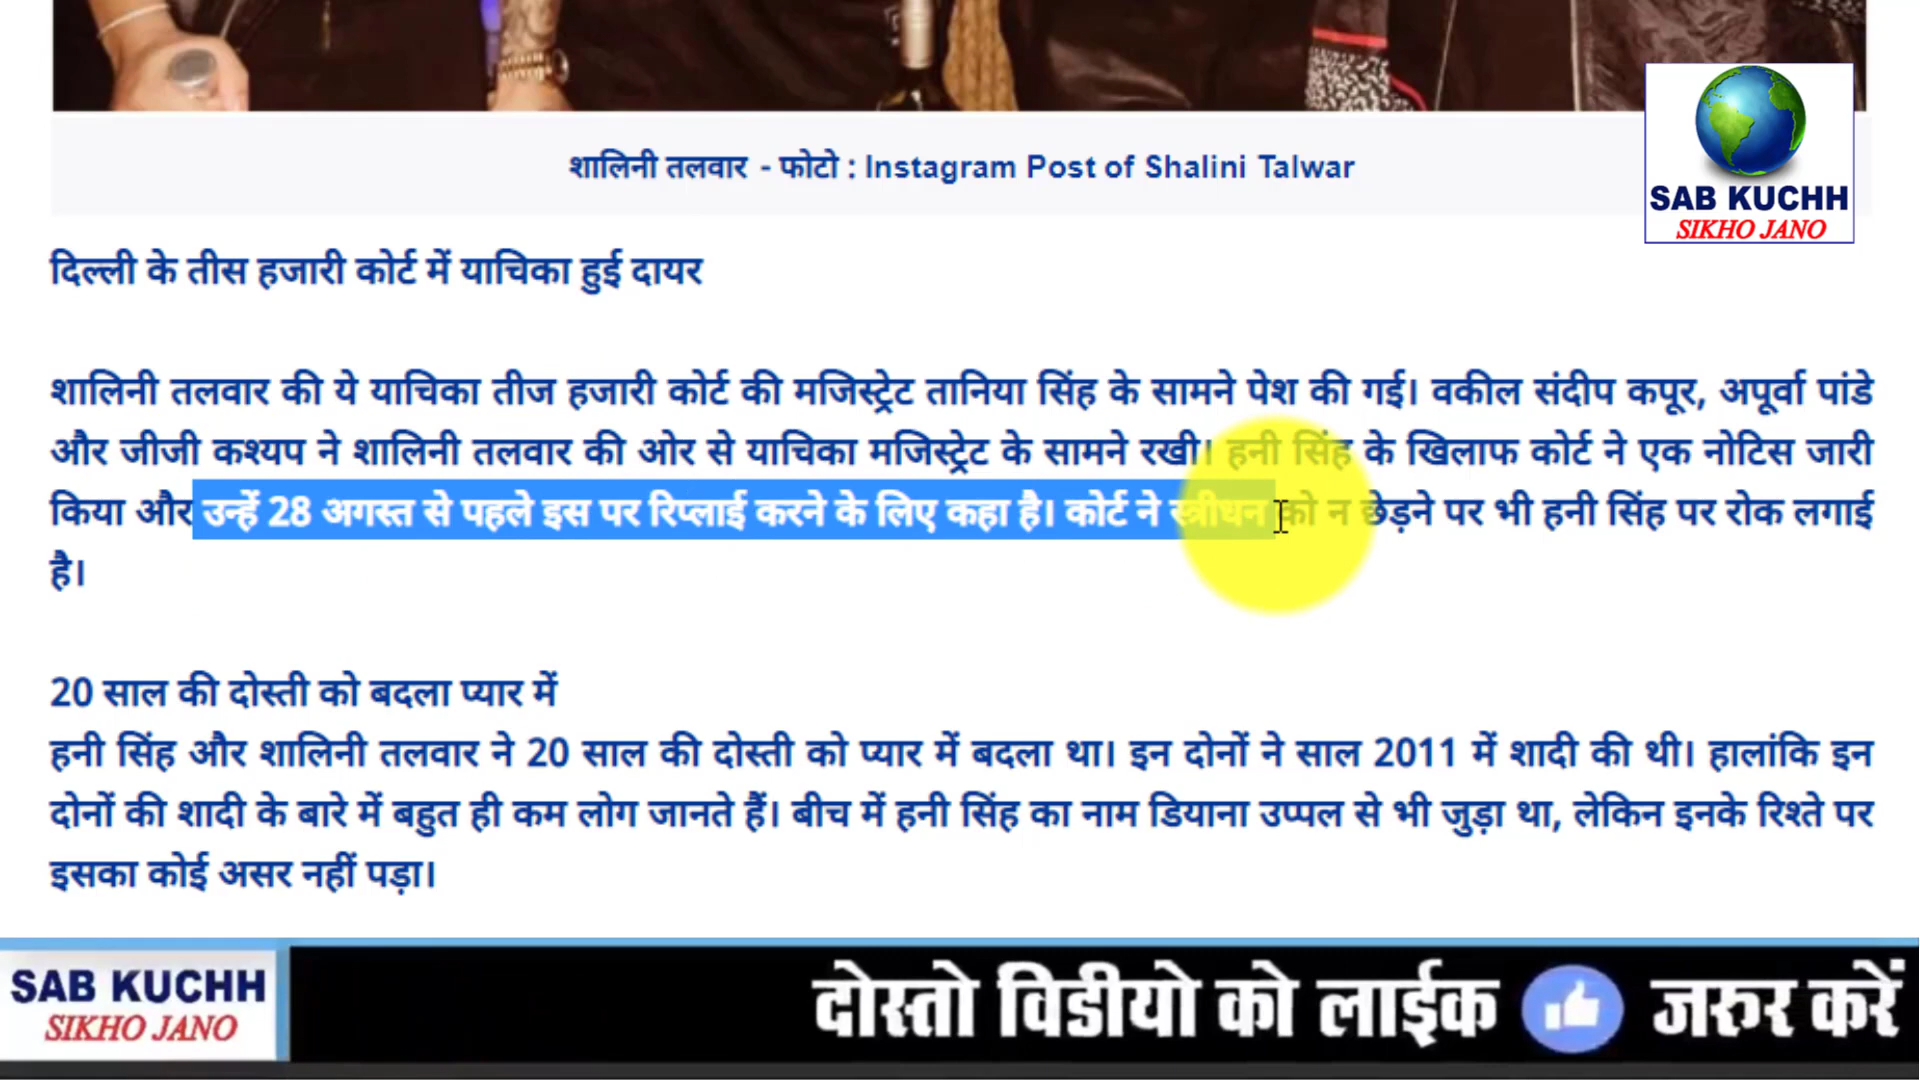 शालिनी तलवार - फोटो : Instagram Post of Shalini Talwar
SAB KUCHH
SIKHO JANO
दिल्ली के तीस हजारी कोर्ट में याचिका हुई दायर
शालिनी तलवार की ये याचिका तीज हजारी कोर्ट की मजिस्ट्रेट तानिया सिंह के सामने पेश की गई। वकील संदीप कपूर, अपूर्वा पांडे
और जीजी कश्यप ने शालिनी तलवार की ओर से याचिका मजिस्ट्रेट के सामने रखी। हनी सिंह के खिलाफ कोर्ट ने एक नोटिस जारी
किया और उन्हें 28 अगस्त से पहले इस पर रिप्लाई करने के लिए कहा है। कोर्ट ने स्त्रीधन को न छेड़ने पर भी हनी सिंह पर रोक लगाई
है।
20 साल की दोस्ती को बदला प्यार में
हनी सिंह और शालिनी तलवार ने 20 साल की दोस्ती को प्यार में बदला था। इन दोनों ने साल 2011 में शादी की थी। हालांकि इन
दोनों की शादी के बारे में बहुत ही कम लोग जानते हैं। बीच में हनी सिंह का नाम डियाना उप्पल से भी जुड़ा था, लेकिन इनके रिश्ते पर
इसका कोई असर नहीं पड़ा।
SAB KUCHH
SIKHO JANO
दोस्तो विडीयो को लाईक जरुर करें